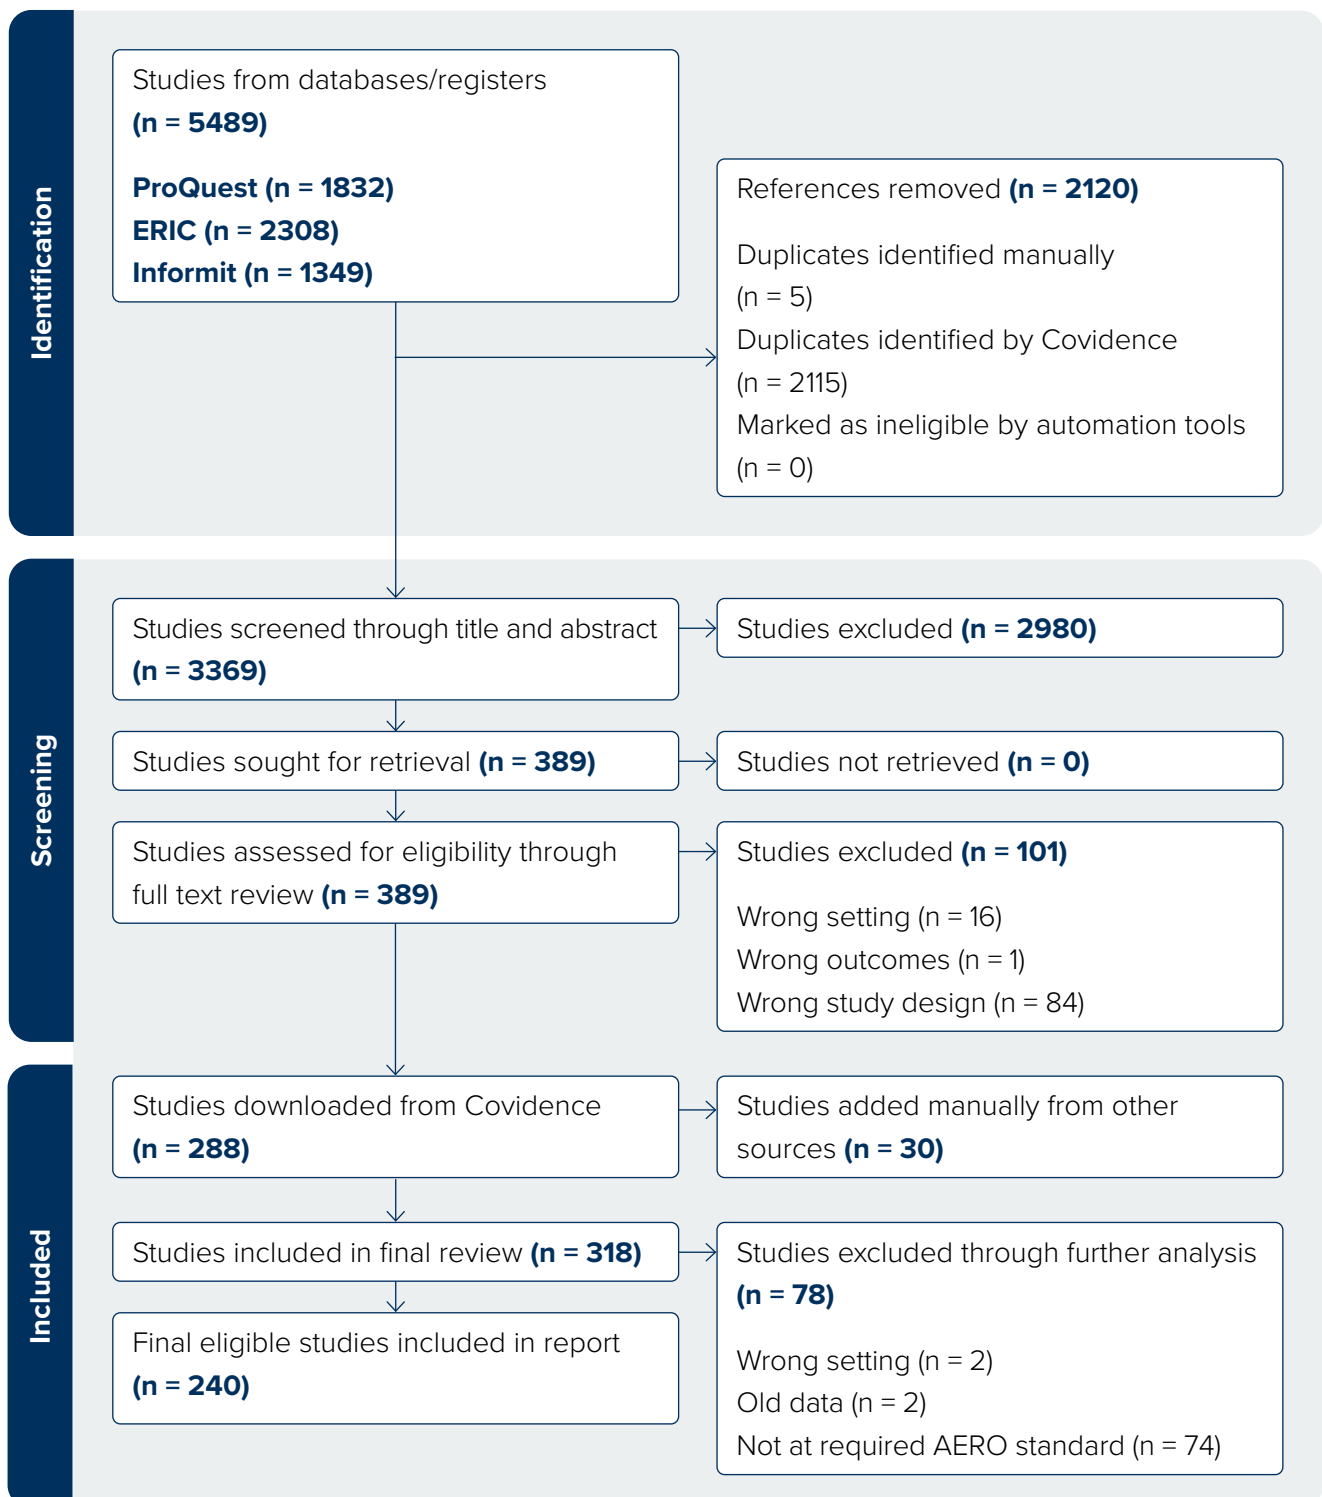 Identification
Studies from databases/registers
(n = 5489)
ProQuest (n = 1832)
ERIC (n = 2308)
Informit (n = 1349)
References removed (n = 2120)
Duplicates identified manually
(n = 5)
Duplicates identified by Covidence
(n = 2115)
Marked as ineligible by automation tools
(n = 0)
Screening
Studies screened through title and abstract
(n = 3369)
Studies excluded (n = 2980)
Studies sought for retrieval (n = 389)
Studies not retrieved (n = 0)
Studies assessed for eligibility through
full text review (n = 389)
Studies excluded (n = 101)
Wrong setting (n = 16)
Wrong outcomes (n = 1)
Wrong study design (n = 84)
Included
Studies downloaded from Covidence
(n = 288)
Studies added manually from other
sources (n = 30)
Studies included in final review (n = 318)
Studies excluded through further analysis
(n = 78)
Wrong setting (n = 2)
Old data (n = 2)
Not at required AERO standard (n = 74)
Final eligible studies included in report
(n = 240)